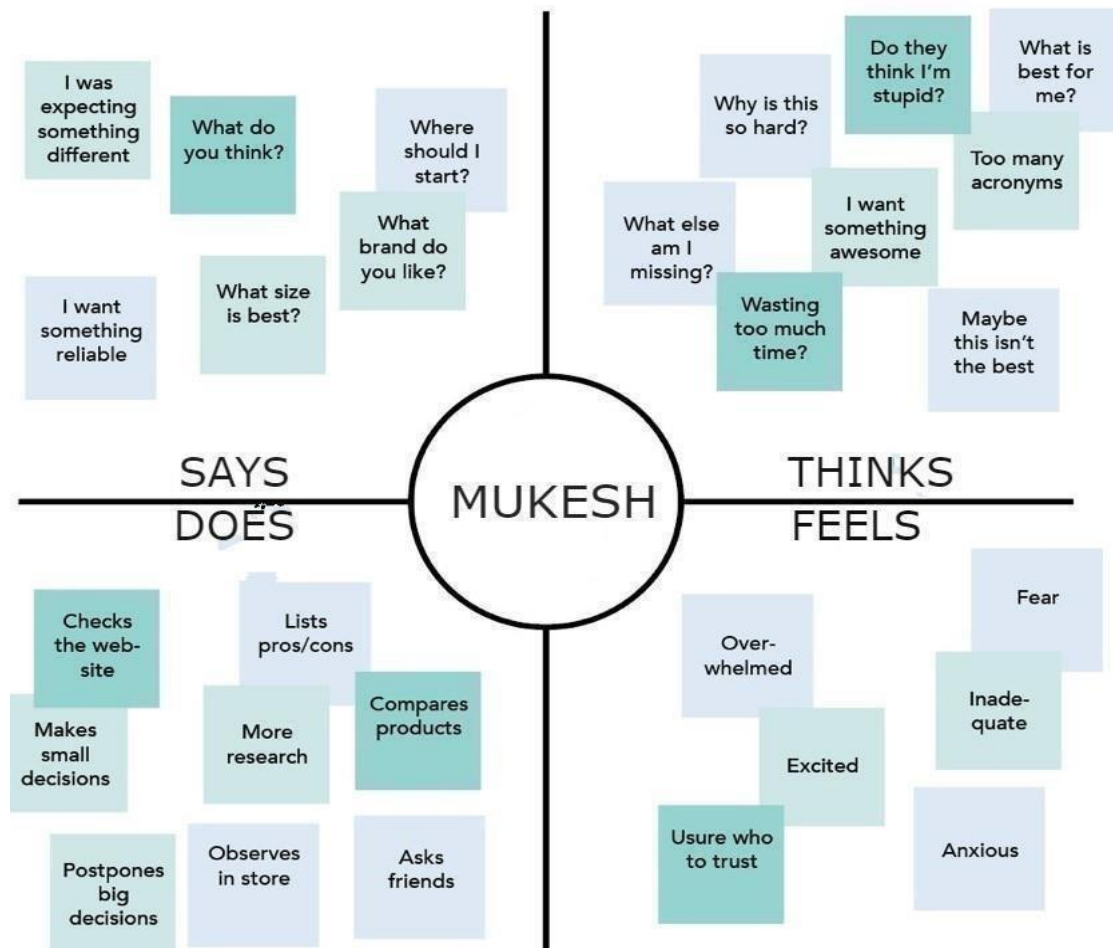 I was
expecting
something
different
What do
you think?
Where
should I
start?
What
brand do
you like?
What size
is best?
I want
something
reliable
Do they
think I'm
stupid?
What is
best for
me?
Why is this
so hard?
Too many
acronyms
I want
something
awesome
What else
am I
missing?
Wasting
too much
time?
Maybe
this isn't
the best
SAYS
THINKS
MUKESH
DOES
FEELS
Checks
the web-
site
Lists
pros/cons
Compares
products
Makes
small
decisions
More
research
Postpones
big
decisions
Observes
in store
Asks
friends
Fear
Over-
whelmed
Inade-
quate
Excited
Usure who
to trust
Anxious